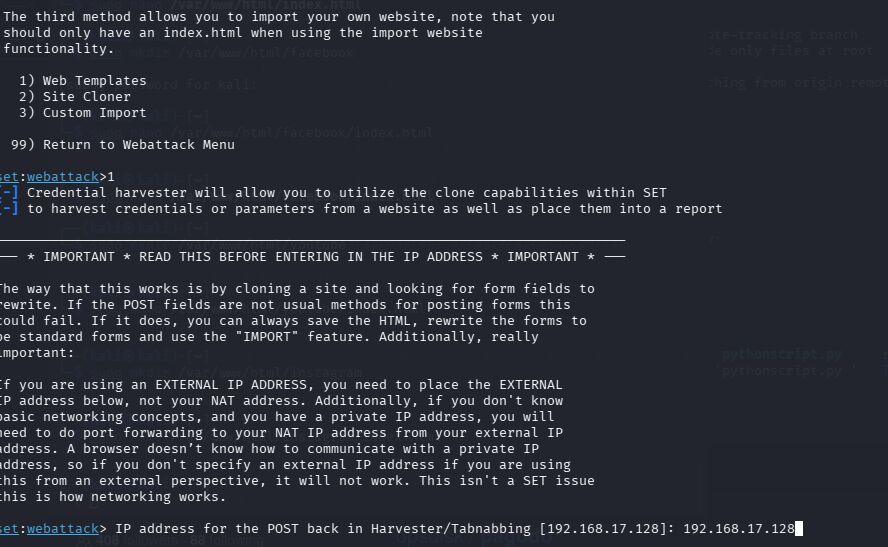 The third method allows you to import your own website, note that you
should only have an index.html when using the import website
functionality.
1) Web Templates
2) Site Cloner
3) Custom Import
99) Return to Webattack Menu
set:webattack>1
[-] Credential harvester will allow you to utilize the clone capabilities within SET
[-] to harvest credentials or parameters from a website as well as place them into a report
--- * IMPORTANT * READ THIS BEFORE ENTERING IN THE IP ADDRESS * IMPORTANT * ---
The way that this works is by cloning a site and looking for form fields to
rewrite. If the POST fields are not usual methods for posting forms this
could fail. If it does, you can always save the HTML, rewrite the forms to
be standard forms and use the "IMPORT" feature. Additionally, really
important:
If you are using an EXTERNAL IP ADDRESS, you need to place the EXTERNAL
IP address below, not your NAT address. Additionally, if you don't know
basic networking concepts, and you have a private IP address, you will
need to do port forwarding to your NAT IP address from your external IP
address. A browser doesn't know how to communicate with a private IP
address, so if you don't specify an external IP address if you are using
this from an external perspective, it will not work. This isn't a SET issue
this is how networking works.
set:webattack> IP address for the POST back in Harvester/Tabnabbing [192.168.17.128]: 192.168.17.128
pythonscript.py
'pythonscript.py '